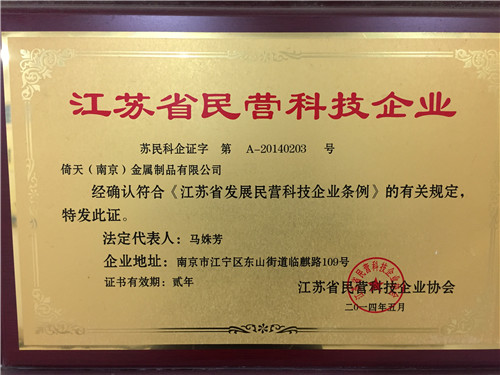 江苏省民营科技企业
苏民科企证字 第 A-20140203 号
倚天（南京）金属制品有限公司
经确认符合《江苏省发展民营科技企业条例》的有关规定，
特发此证。
法定代表人：马姝芳
企业地址：南京市江宁区东山街道临麒路109号
证书有效期：贰年
江苏省民营科技企业协会
二〇一四年五月